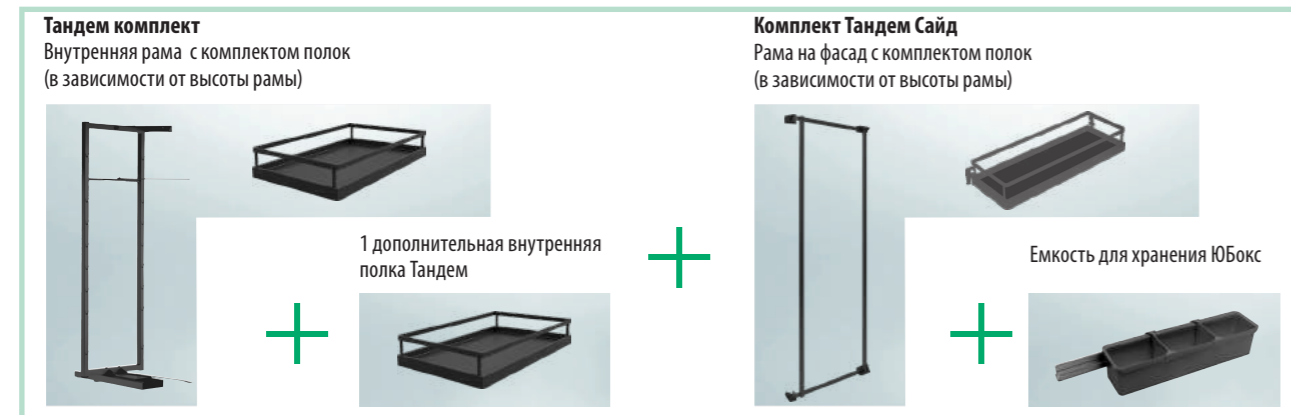 Тандем комплект
Внутренняя рама с комплектом полок
(в зависимости от высоты рамы)
1 дополнительная внутренняя
полка Тандем
Комплект Тандем Сайд
Рама на фасад с комплектом полок
(в зависимости от высоты рамы)
Емкость для хранения ЮБокс